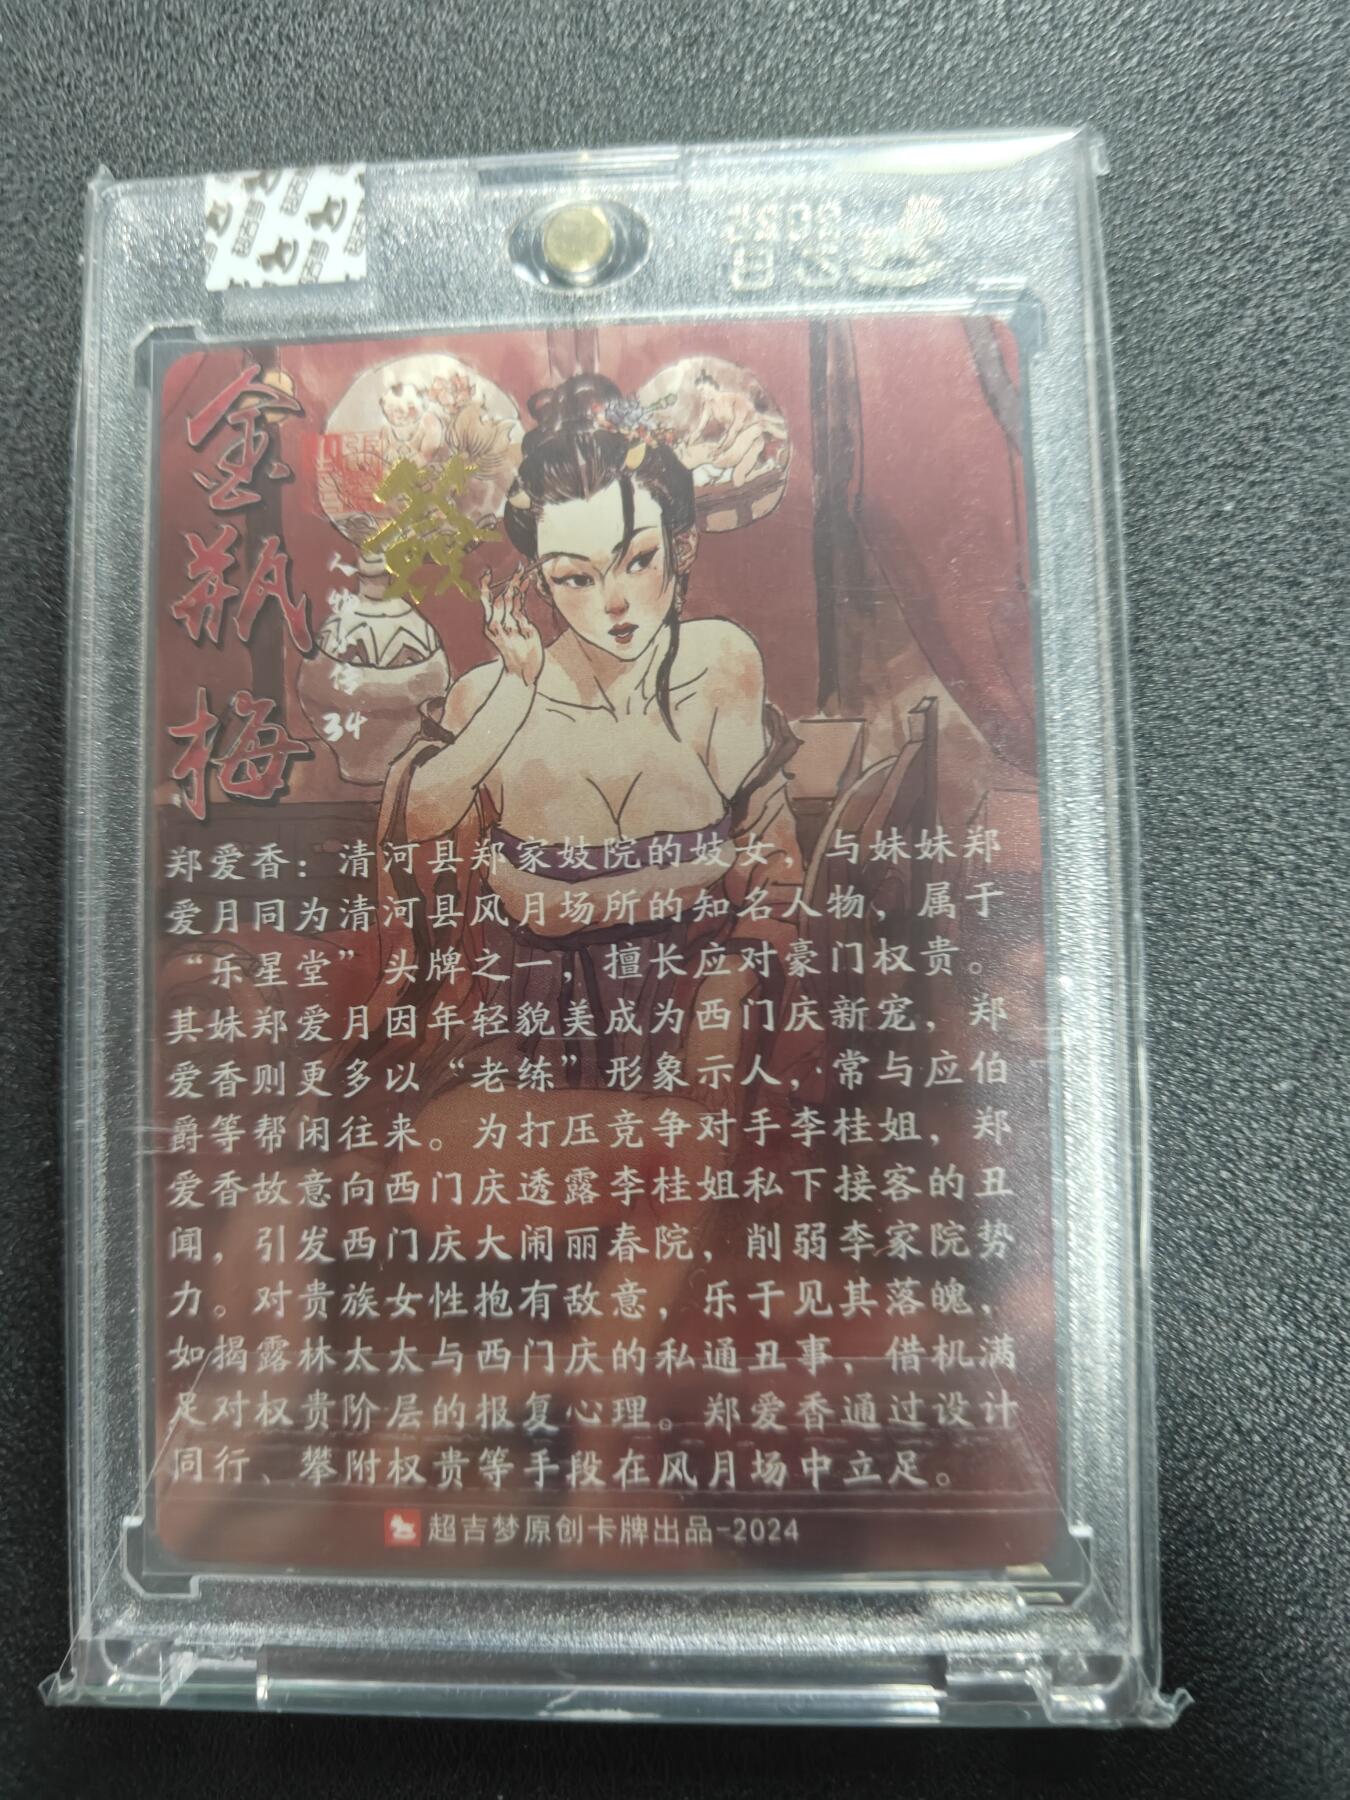 金瓶梅
發
人物小传
34
郑爱香：清河县郑家妓院的妓女，与妹妹郑
爱月同为清河县风月场所的知名人物，属于
“乐星堂”头牌之一，擅长应对豪门权贵。
其妹郑爱月因年轻貌美成为西门庆新宠，郑
爱香则更多以“老练”形象示人，常与应伯
爵等帮闲往来。为打压竞争对手李桂姐，郑
爱香故意向西门庆透露李桂姐私下接客的丑
闻，引发西门庆大闹丽春院，削弱李家院势
力。对贵族女性抱有敌意，乐于见其落魄，
如揭露林太太与西门庆的私通丑事，借机满
足对权贵阶层的报复心理。郑爱香通过设计
同行、攀附权贵等手段在风月场中立足。
超吉梦原创卡牌出品-2024